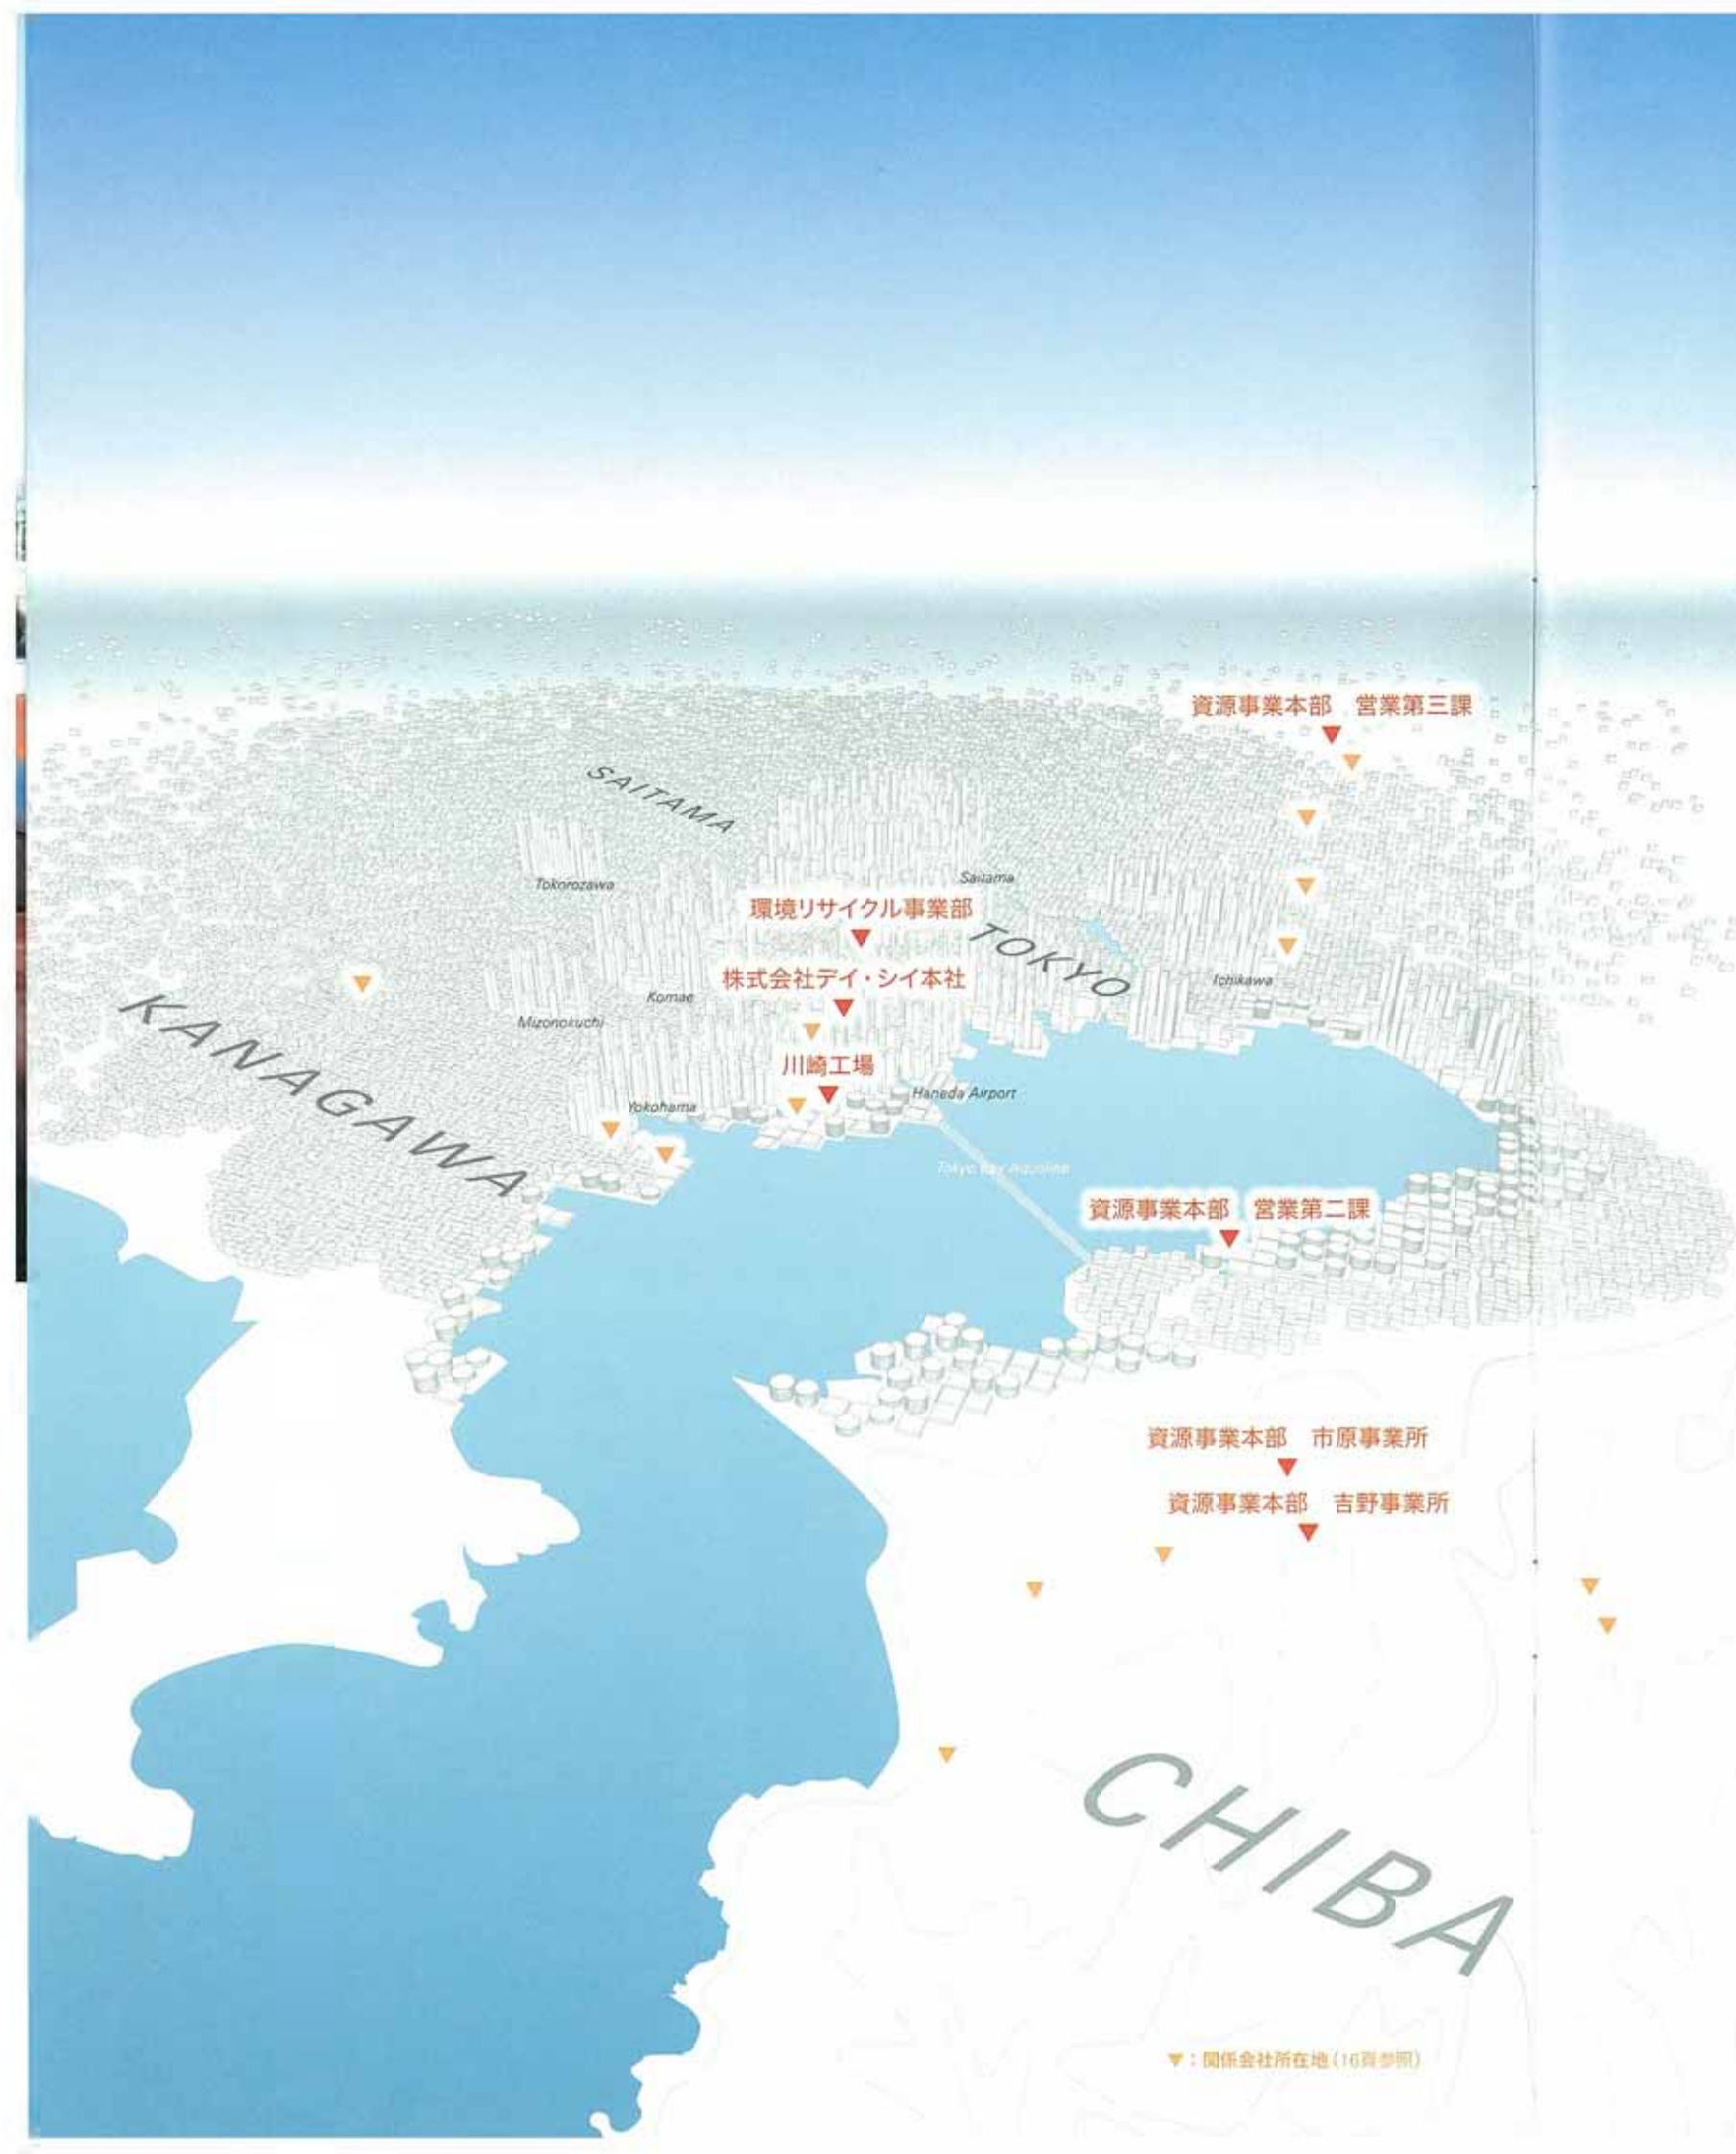 資源事業本部　営業第三課
SAITAMA
Tokorozawa
Saitama
環境リサイクル事業部
TOKYO
株式会社デイ・シイ本社
Ichikawa
Komae
KANAGAWA
Mizonokuchi
川崎工場
Haneda Airport
Yokohama
Tokyo Bay Aqualine
資源事業本部　営業第二課
資源事業本部　市原事業所
資源事業本部　吉野事業所
CHIBA
▼：関係会社所在地（16頁参照）